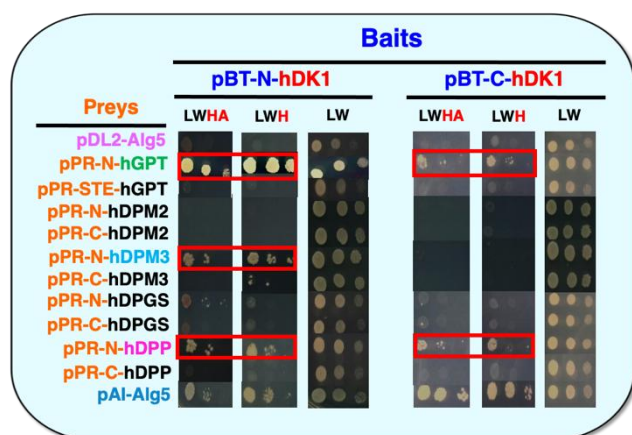 Baits
pBT-N-hDK1 pBT-C-hDK1
Preys LWHA LWH LW LWHA LWH LW
pDL2-Alg5
pPR-N-hGPT
pPR-STE-hGPT
pPR-N-hDPM2
pPR-C-hDPM2
pPR-N-hDPM3
pPR-C-hDPM3
pPR-N-hDPGS
pPR-C-hDPGS
pPR-N-hDPP
pPR-C-hDPP
pAI-Alg5